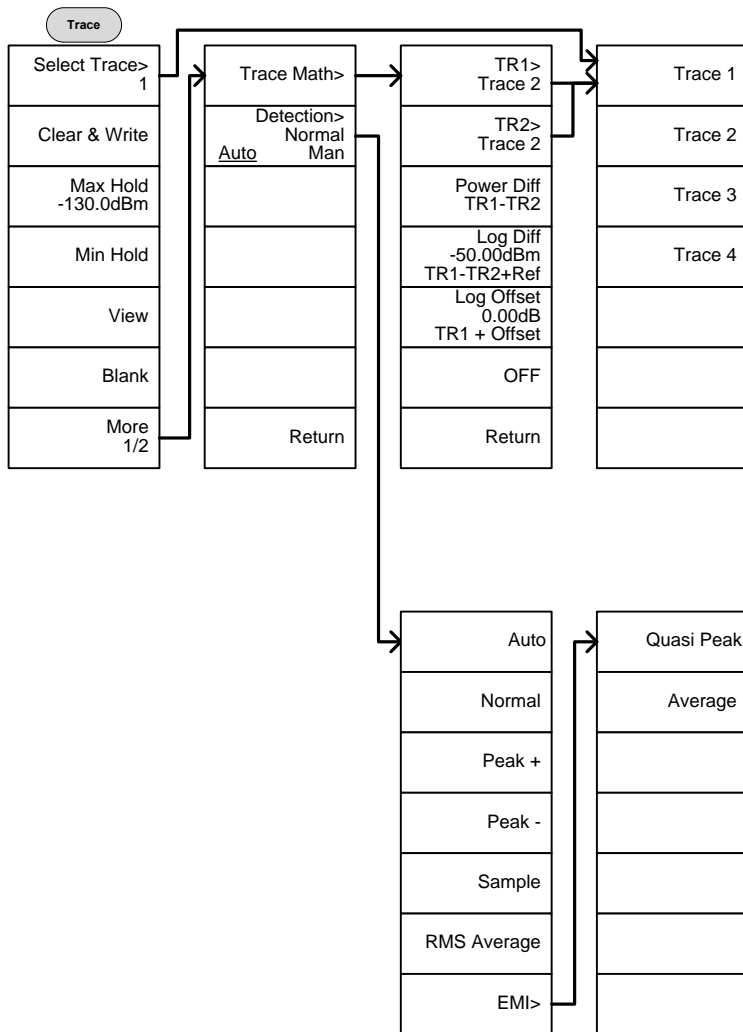 Trace
Select Trace>
1
Clear & Write
Max Hold
-130.0dBm
Min Hold
View
Blank
More
1/2
Trace Math>
Detection>
Normal
Auto Man
Return
TR1>
Trace 2
TR2>
Trace 2
Power Diff
TR1-TR2
Log Diff
-50.00dBm
TR1-TR2+Ref
Log Offset
0.00dB
TR1 + Offset
OFF
Return
Trace 1
Trace 2
Trace 3
Trace 4
Auto
Normal
Peak +
Peak -
Sample
RMS Average
EMI>
Quasi Peak
Average